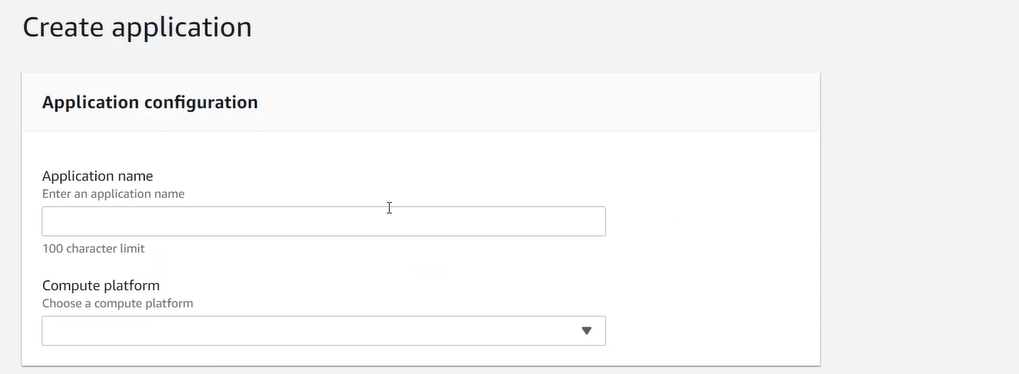 Create application
Application configuration
Application name
Enter an application name
100 character limit
Compute platform
Choose a compute platform